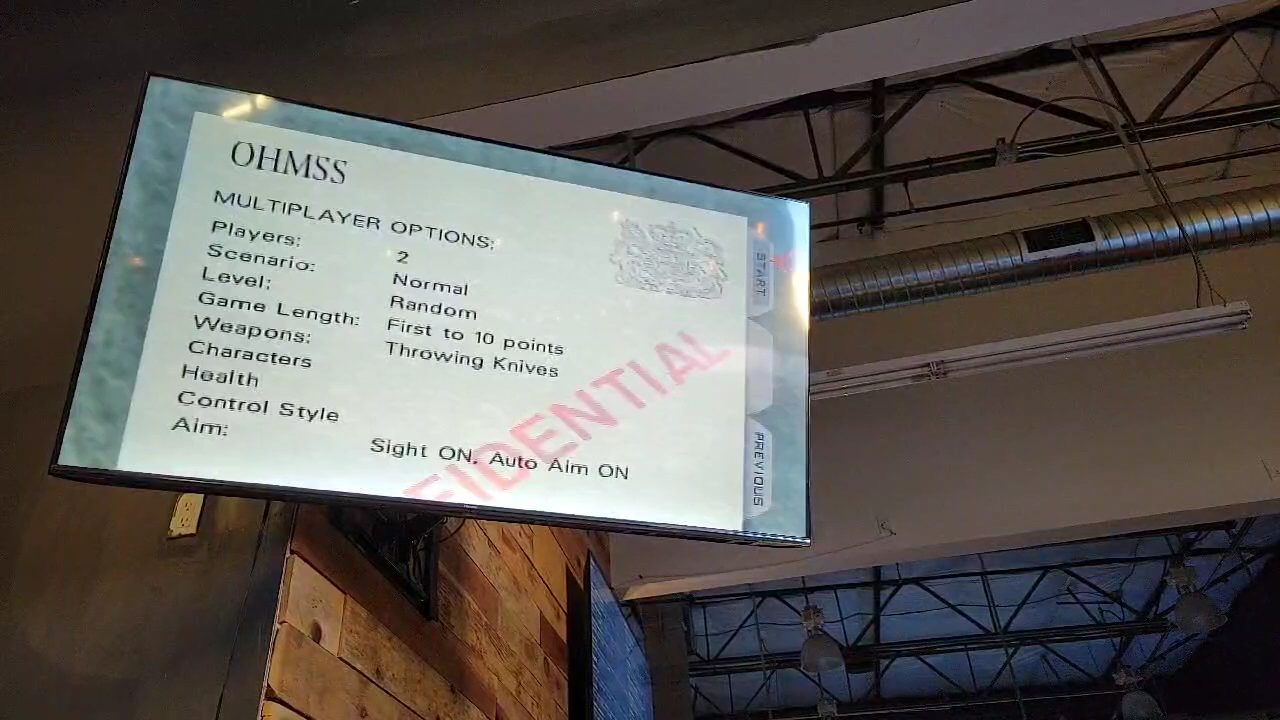 OHMSS
MULTIPLAYER OPTIONS:
Players: 2
Scenario: Normal
Level: Random
Game Length: First to 10 points
Weapons: Throwing Knives
Characters
Health
Control Style
Aim: Sight ON, Auto Aim ON
FIDENTIAL
START
PREVIOUS